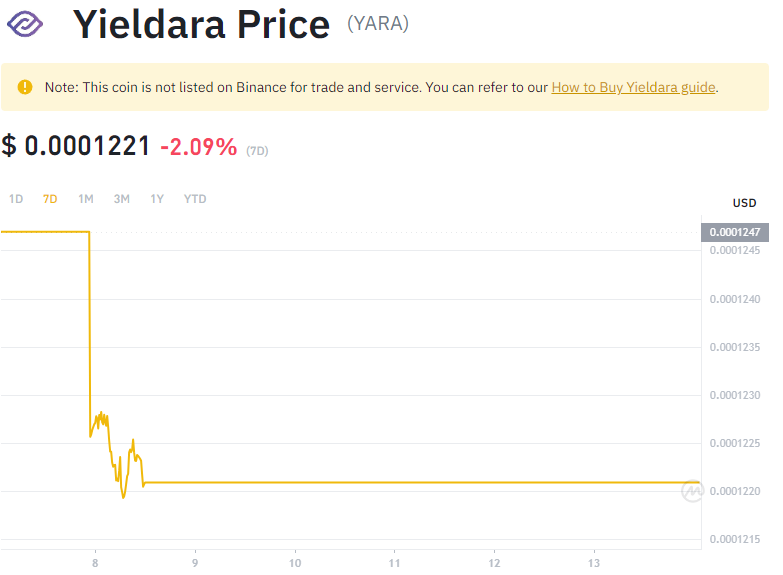 Yieldara Price (YARA)
Note: This coin is not listed on Binance for trade and service. You can refer to our How to Buy Yieldara guide.
$ 0.0001221 -2.09% (7D)
1D 7D 1M 3M 1Y YTD
USD
0.0001247
0.0001245
0.0001240
0.0001235
0.0001230
0.0001225
0.0001220
0.0001215
8 9 10 11 12 13